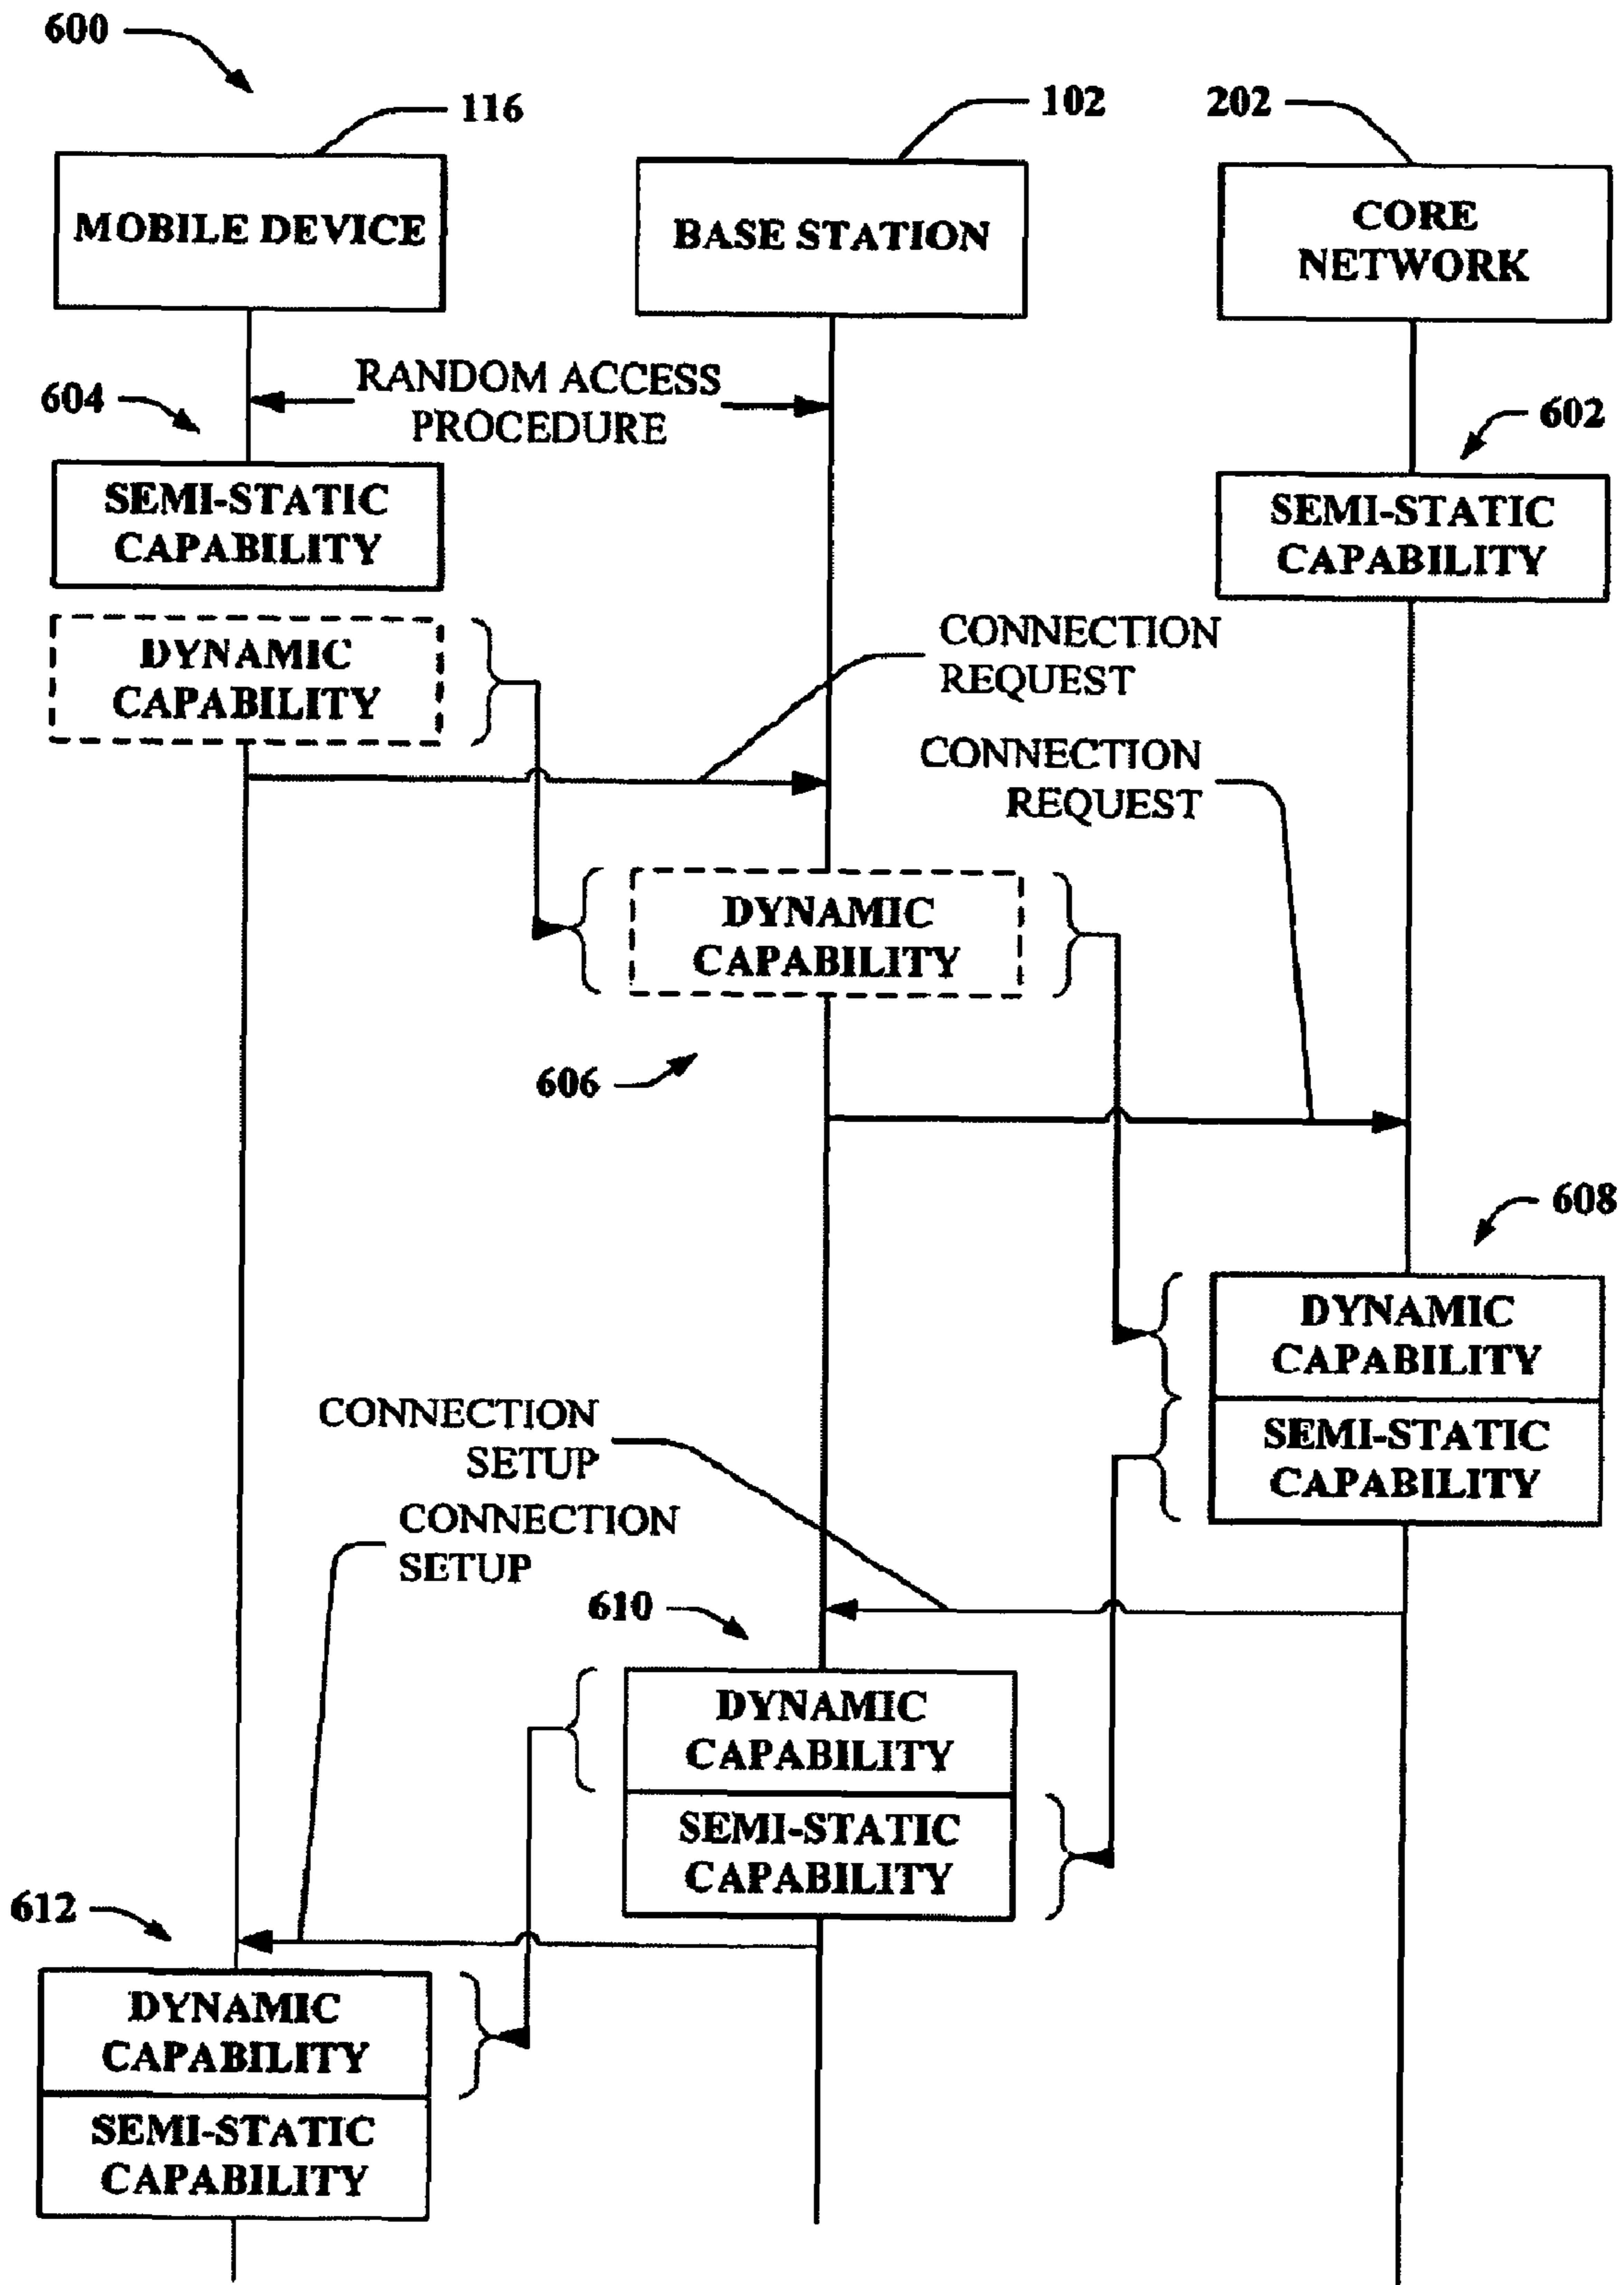 600
116
102
202
MOBILE DEVICE
BASE STATION
CORE
NETWORK
RANDOM ACCESS
PROCEDURE
604
602
SEMI-STATIC
CAPABILITY
SEMI-STATIC
CAPABILITY
DYNAMIC
CAPABILITY
CONNECTION
REQUEST
CONNECTION
REQUEST
DYNAMIC
CAPABILITY
606
608
DYNAMIC
CAPABILITY
SEMI-STATIC
CAPABILITY
CONNECTION
SETUP
CONNECTION
SETUP
610
DYNAMIC
CAPABILITY
SEMI-STATIC
CAPABILITY
612
DYNAMIC
CAPABILITY
SEMI-STATIC
CAPABILITY